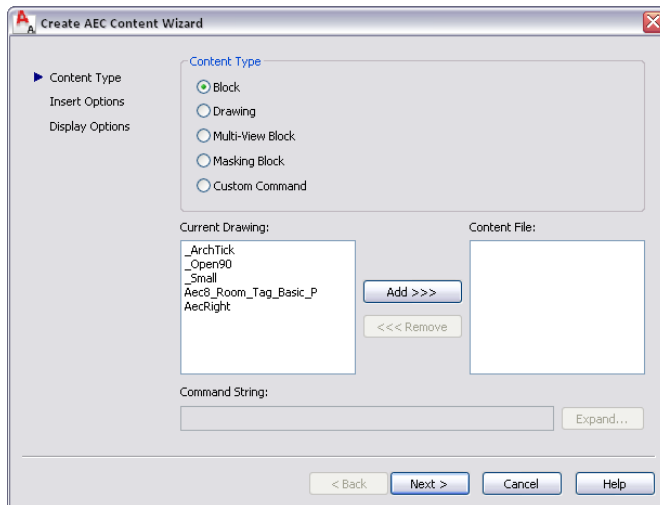 Create AEC Content Wizard
Content Type
Insert Options
Display Options
Content Type
Block
Drawing
Multi-View Block
Masking Block
Custom Command
Current Drawing:
Content File:
_ArchTick
_Open90
_Small
Aec8_Room_Tag_Basic_P
AecRight
Add >>>
<<< Remove
Command String:
Expand...
< Back
Next >
Cancel
Help